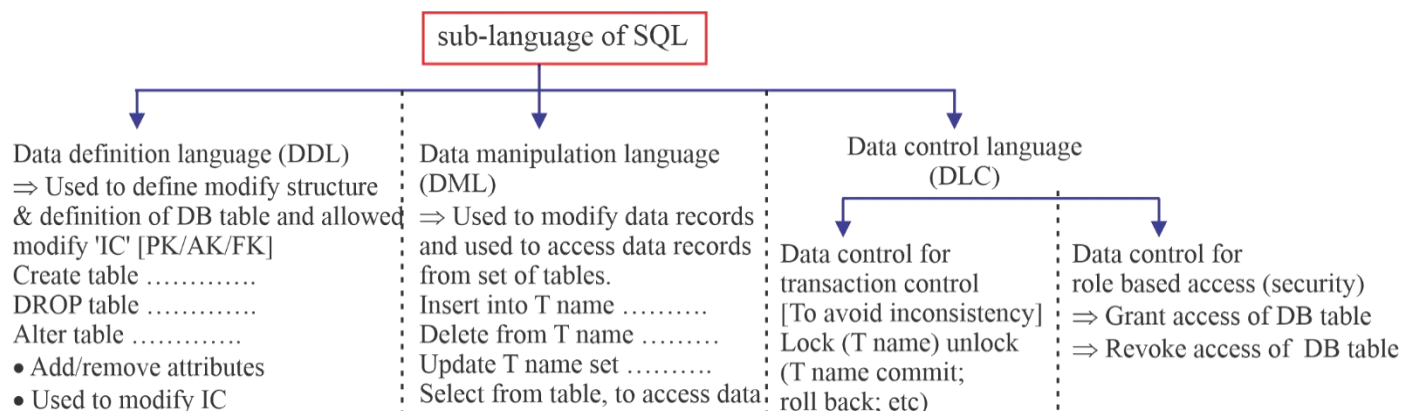 sub-language of SQL
Data definition language (DDL)
⇒ Used to define modify structure
& definition of DB table and allowed
modify 'IC' [PK/AK/FK]
Create table ………….
DROP table ………….
Alter table ………….
• Add/remove attributes
• Used to modify IC
Data manipulation language
(DML)
⇒ Used to modify data records
and used to access data records
from set of tables.
Insert into T name ……….
Delete from T name ………
Update T name set ……….
Select from table, to access data
Data control language
(DLC)
Data control for
transaction control
[To avoid inconsistency]
Lock (T name) unlock
(T name commit;
roll back; etc)
Data control for
role based access (security)
⇒ Grant access of DB table
⇒ Revoke access of DB table